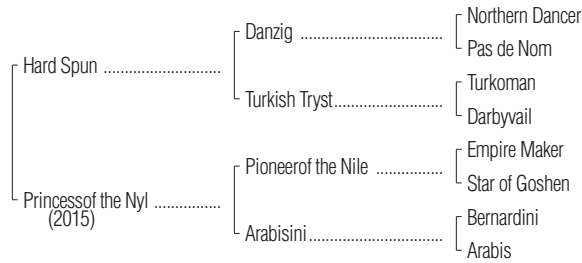 Northern Dancer
Danzig ..............................
Pas de Nom
Hard Spun .........................
Turkoman
Turkish Tryst.......................
Darbyvail
Empire Maker
Pioneerof the Nile .................
Star of Goshen
Princessof the Nyl ................
(2015)
Bernardini
Arabisini............................
Arabis